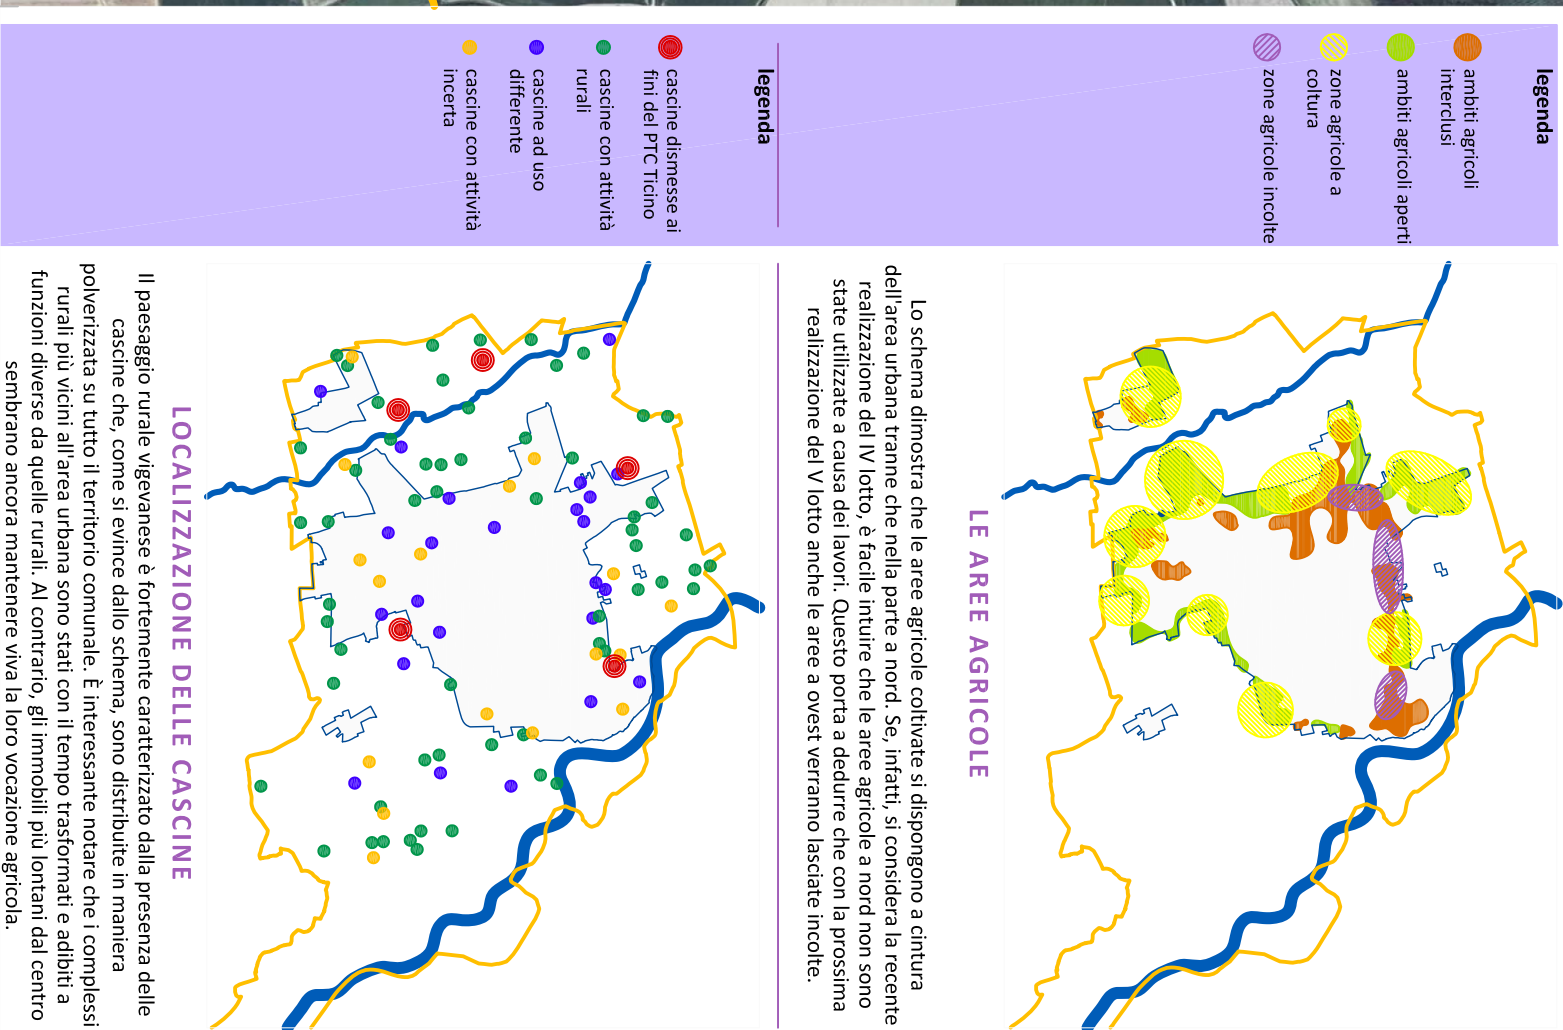 legenda
ambiti agricoli
interclusi
ambiti agricoli aperti
zone agricole a
coltura
zone agricole incolte
LE AREE AGRICOLE
Lo schema dimostra che le aree agricole coltivate si dispongono a cintura
dell'area urbana tranne che nella parte a nord. Se, infatti, si considera la recente
realizzazione del IV lotto, è facile intuire che le aree agricole a nord non sono
state utilizzate a causa dei lavori. Questo porta a dedurre che con la prossima
realizzazione del V lotto anche le aree a ovest verranno lasciate incolte.
legenda
cascine dismesse ai
fini del PTC Ticino
cascine con attività
rurali
cascine ad uso
differente
cascine con attività
incerta
LOCALIZZAZIONE DELLE CASCINE
Il paesaggio rurale vigevanese è fortemente caratterizzato dalla presenza delle
cascine che, come si evince dallo schema, sono distribuite in maniera
polverizzata su tutto il territorio comunale. È interessante notare che i complessi
rurali più vicini all'area urbana sono stati con il tempo trasformati e adibiti a
funzioni diverse da quelle rurali. Al contrario, gli immobili più lontani dal centro
sembrano ancora mantenere viva la loro vocazione agricola.